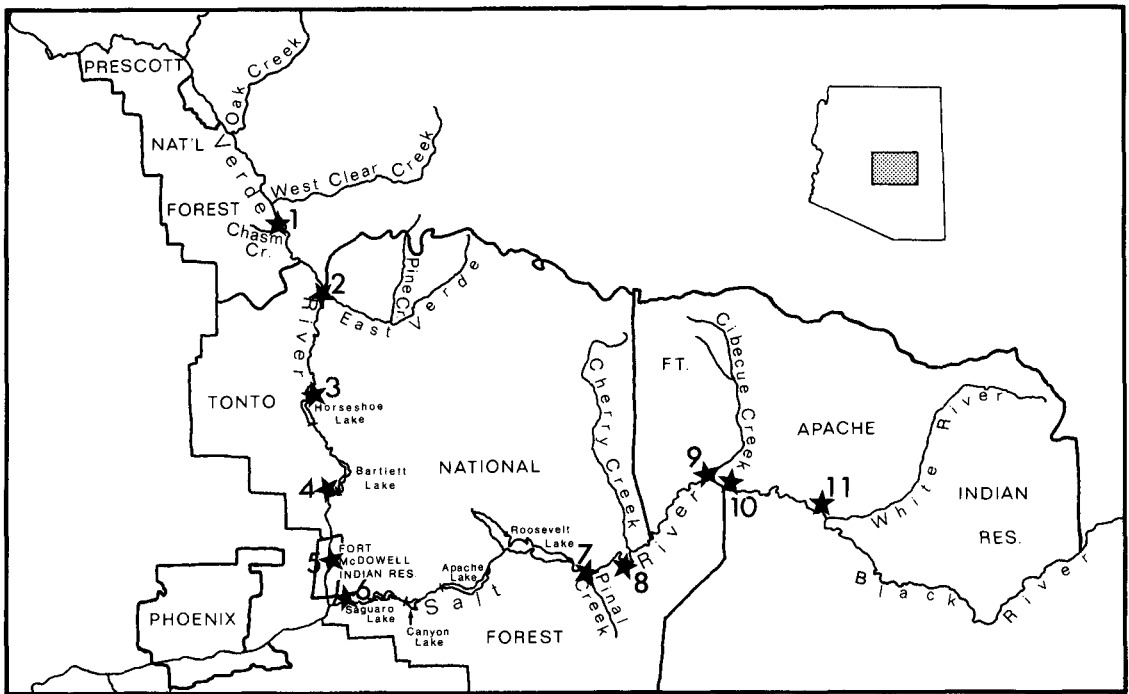 PRESCOTT
NAT'L
FOREST
Verde
River
Oak Creek
West Clear Creek
1
Chasm
Cr.
2
Pine Cr.
East Verde
3
Horseshoe
Lake
TONTO
NATIONAL
FOREST
4
Bartlett
Lake
5
FORT
McDOWELL
INDIAN RES.
6
Saguaro
Lake
PHOENIX
Canyon
Lake
Apache
Lake
Roosevelt
Lake
Salt
River
7
Pinal
Creek
8
Cherry Creek
FT.
APACHE
INDIAN
RES.
Cibecue Creek
9
10
11
White River
Black River